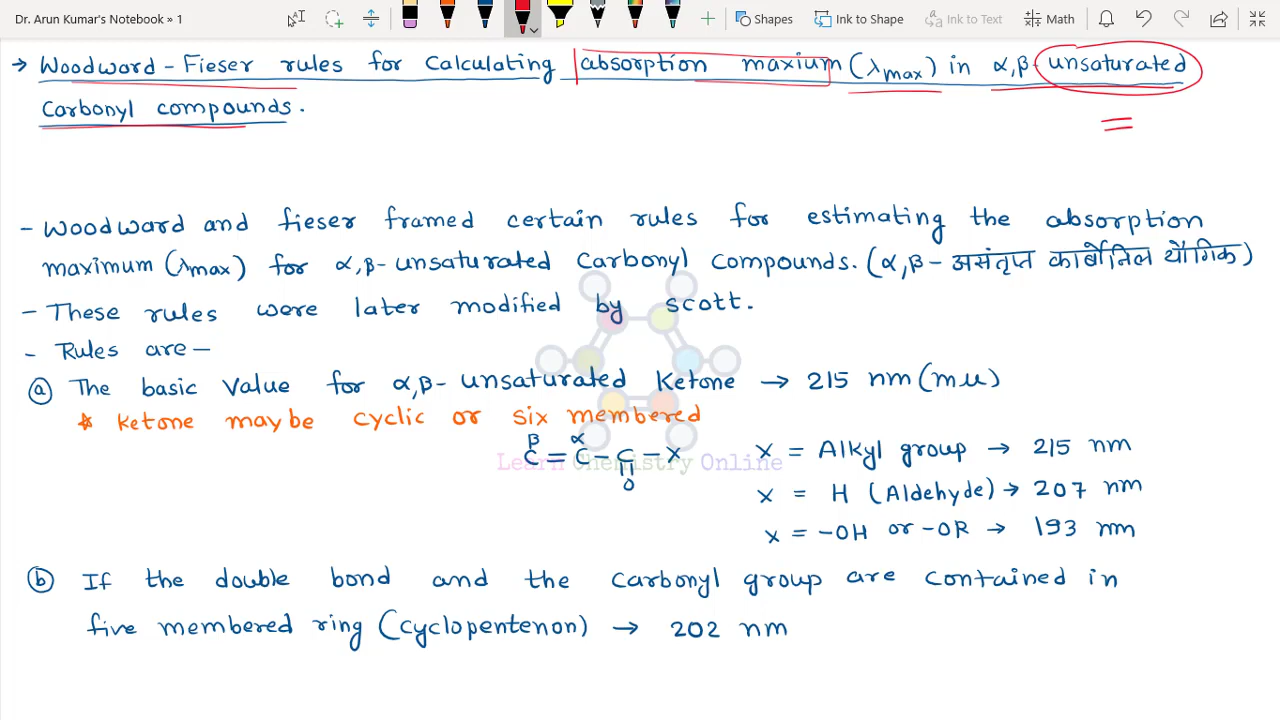 Dr. Arun Kumar's Notebook » 1
Shapes
Ink to Shape
Ink to Text
Math
→ Woodward - Fieser rules for Calculating absorption maxium (λmax) in α,β- unsaturated
Carbonyl compounds.
- Woodward and fieser framed certain rules for estimating the absorption
maximum (λmax) for α,β-unsaturated Carbonyl Compounds. (α,β- असंतृप्त कार्बोनिल यौगिक)
- These rules were later modified by scott.
- Rules are—
ⓐ The basic Value for α,β- unsaturated Ketone → 215 nm (mμ)
* Ketone maybe cyclic or six membered
β α
C = C - C - X
O
X = Alkyl group → 215 nm
X = H (Aldehyde) → 207 nm
X = -OH or -OR → 193 nm
Learn Chemistry Online
ⓑ If the double bond and the Carbonyl group are contained in
five membered ring (cyclopentenon) → 202 nm